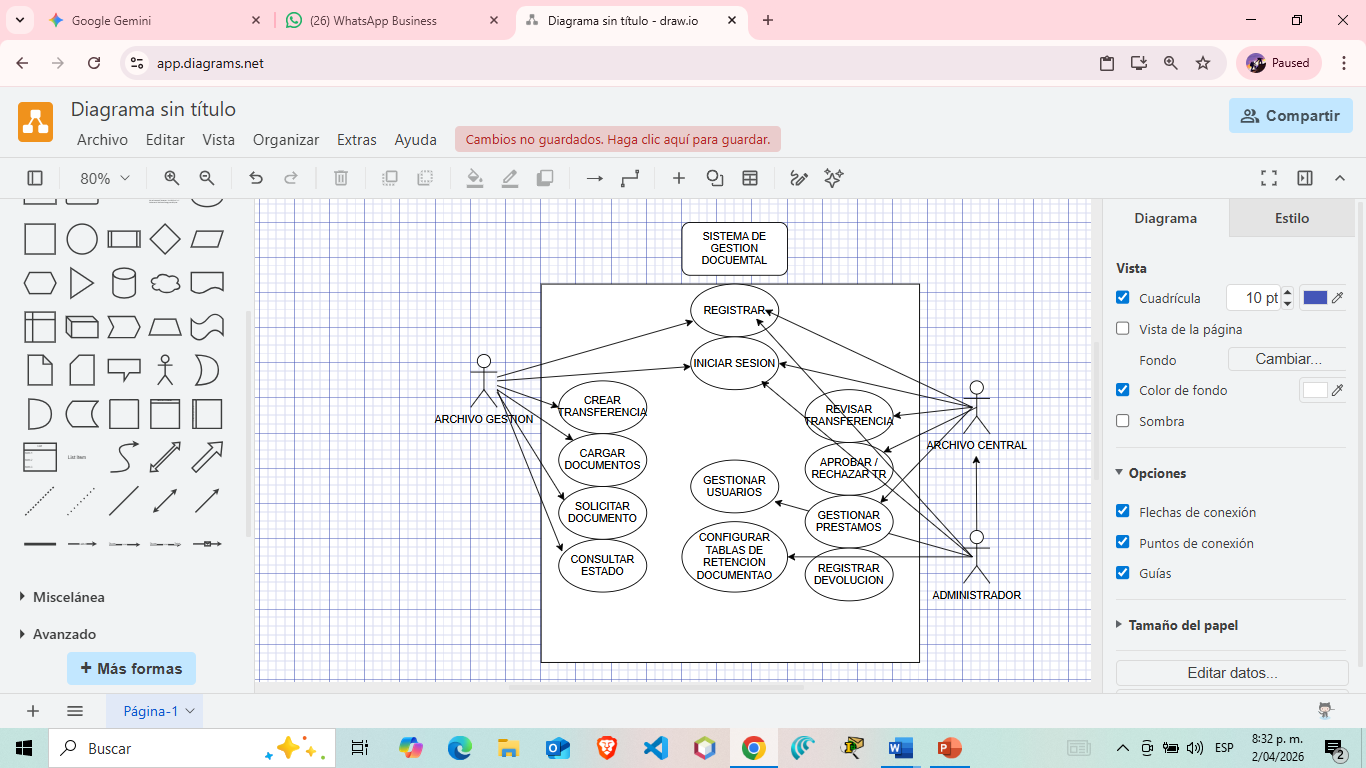 Google Gemini
(26) WhatsApp Business
Diagrama sin título - draw.io
app.diagrams.net
Paused
Diagrama sin título
Archivo
Editar
Vista
Organizar
Extras
Ayuda
Cambios no guardados. Haga clic aquí para guardar.
Compartir
80%
List Item
Miscelánea
Avanzado
+ Más formas
SISTEMA DE
GESTION
DOCUEMTAL
REGISTRAR
INICIAR SESION
ARCHIVO GESTION
CREAR
TRANSFERENCIA
CARGAR
DOCUMENTOS
SOLICITAR
DOCUMENTO
CONSULTAR
ESTADO
GESTIONAR
USUARIOS
CONFIGURAR
TABLAS DE
RETENCION
DOCUMENTAO
REVISAR
TRANSFERENCIA
APROBAR /
RECHAZAR TR
GESTIONAR
PRESTAMOS
REGISTRAR
DEVOLUCION
ARCHIVO CENTRAL
ADMINISTRADOR
Diagrama
Estilo
Vista
Cuadrícula
10 pt
Vista de la página
Fondo
Cambiar...
Color de fondo
Sombra
Opciones
Flechas de conexión
Puntos de conexión
Guías
Tamaño del papel
Editar datos...
Página-1
Buscar
ESP
8:32 p. m.
2/04/2026
2